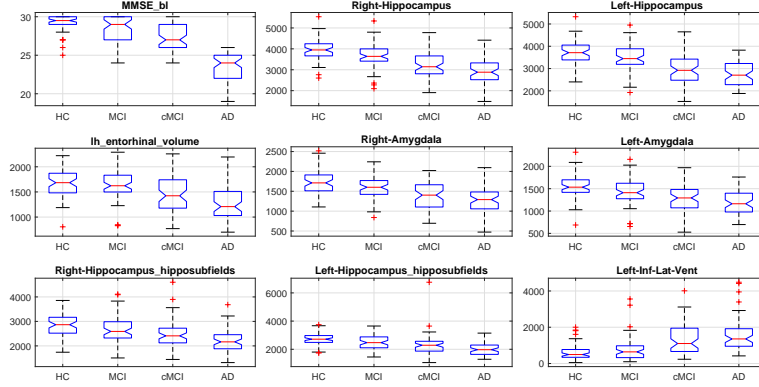 MMSE_bl
30
25
20
HC MCI cMCI AD
Right-Hippocampus
5000
4000
3000
2000
HC MCI cMCI AD
Left-Hippocampus
5000
4000
3000
2000
HC MCI cMCI AD
lh_entorhinal_volume
2000
1500
1000
HC MCI cMCI AD
Right-Amygdala
2500
2000
1500
1000
500
HC MCI cMCI AD
Left-Amygdala
2000
1500
1000
500
HC MCI cMCI AD
Right-Hippocampus_hipposubfields
4000
3000
2000
HC MCI cMCI AD
Left-Hippocampus_hipposubfields
6000
4000
2000
HC MCI cMCI AD
Left-Inf-Lat-Vent
4000
2000
0
HC MCI cMCI AD